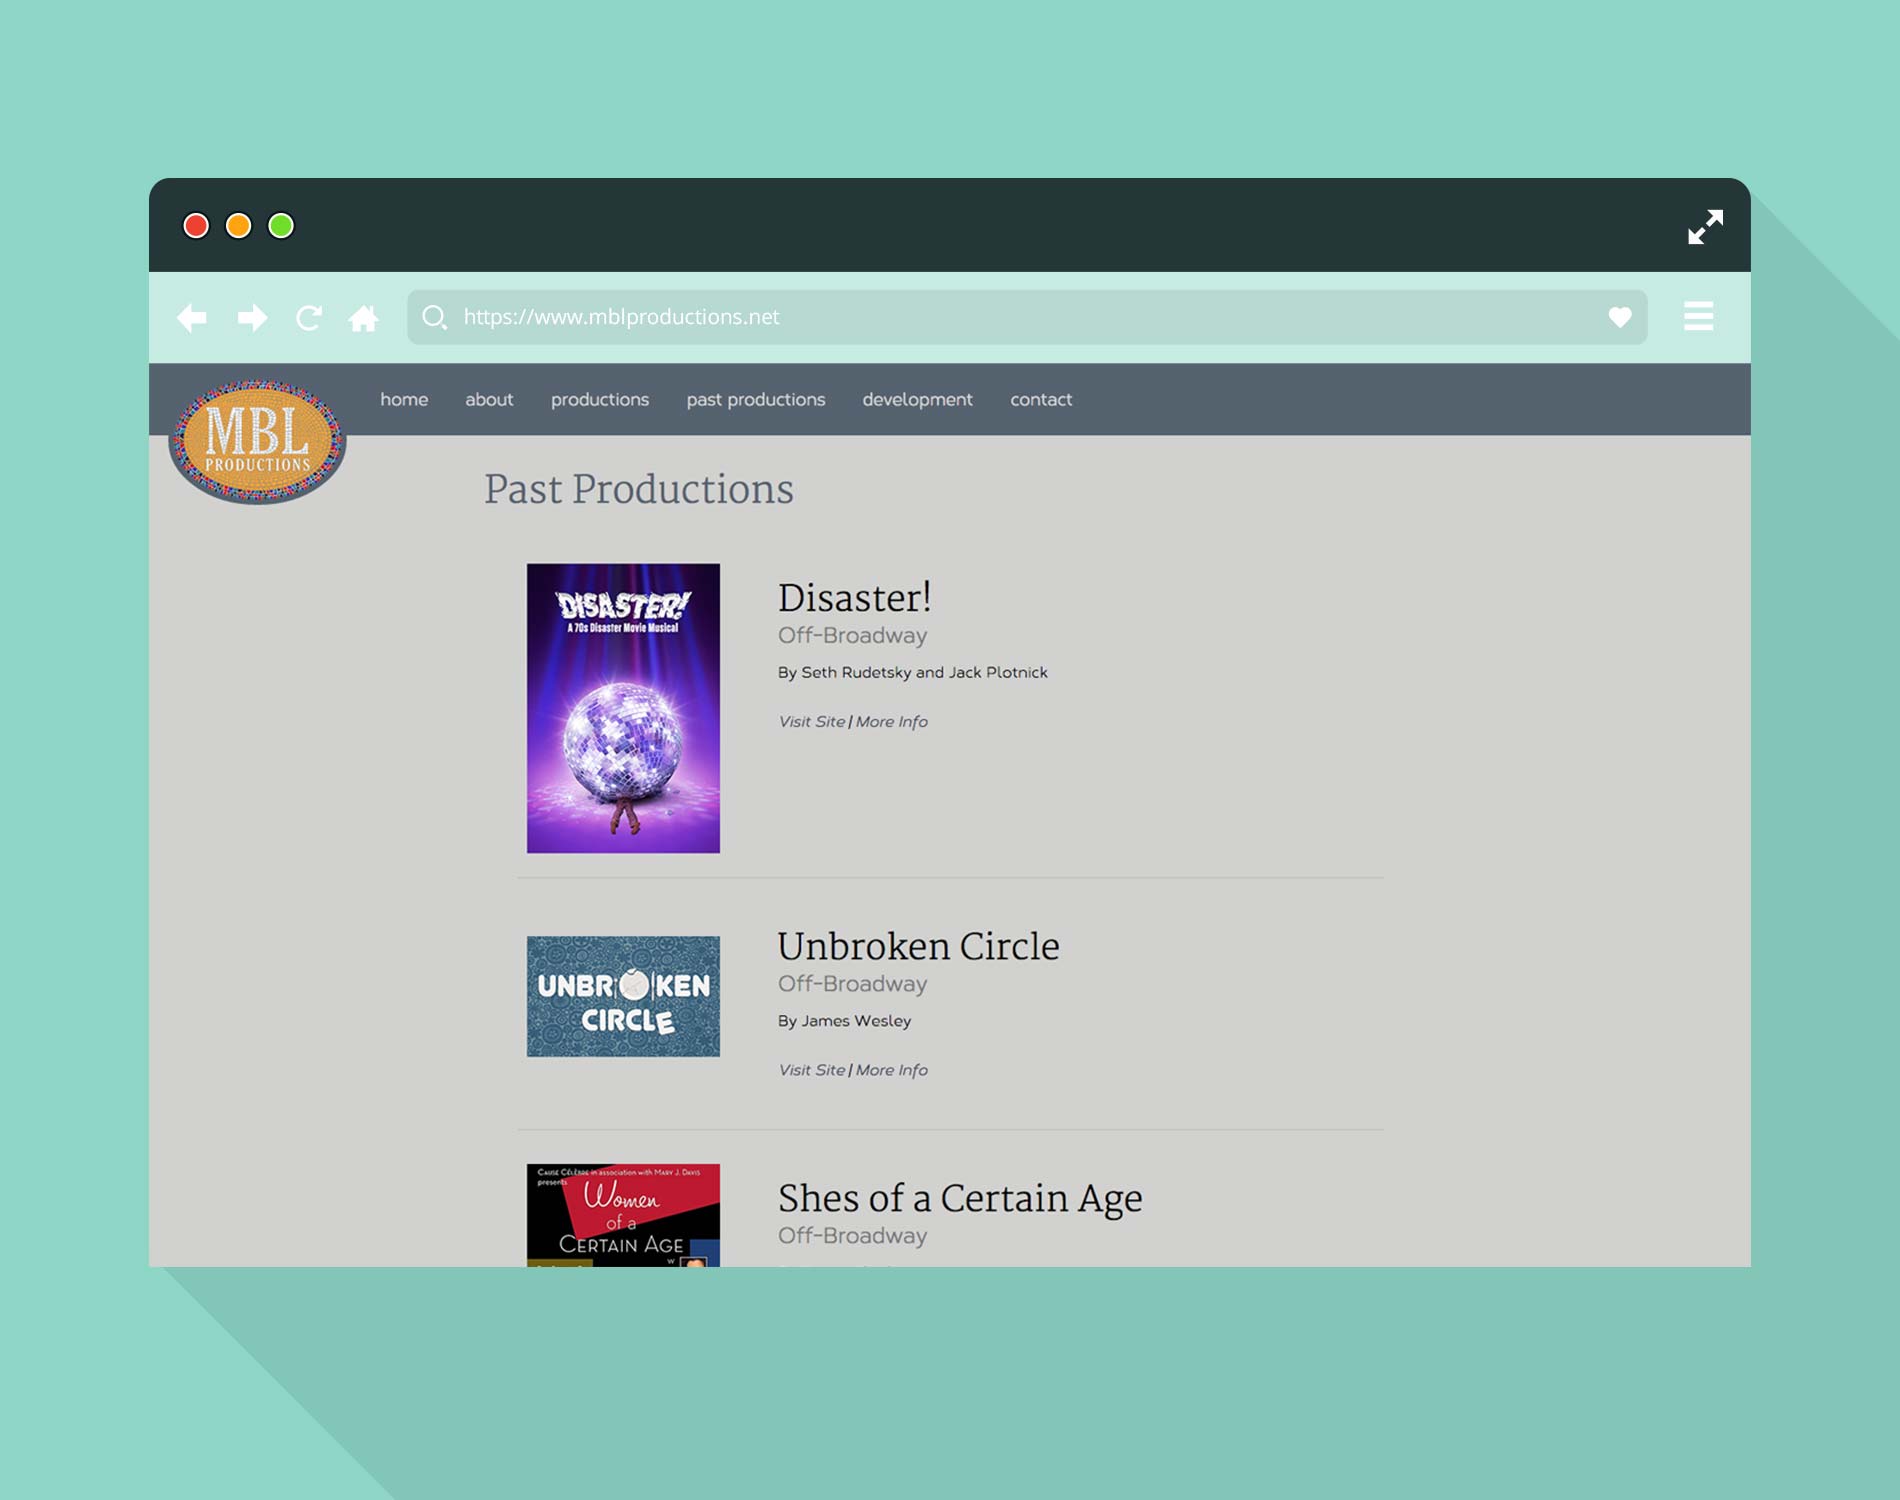 https://www.mblproductions.net
MBL
PRODUCTIONS
home about productions past productions development contact
Past Productions
DISASTER!
A 70s Disaster Movie Musical
Disaster!
Off-Broadway
By Seth Rudetsky and Jack Plotnick
Visit Site | More Info
UNBROKEN
CIRCLE
Unbroken Circle
Off-Broadway
By James Wesley
Visit Site | More Info
CAUSE CÉLÈBRE in association with MARY J. DAVIS
presents
Women
of a
CERTAIN AGE
W
Shes of a Certain Age
Off-Broadway